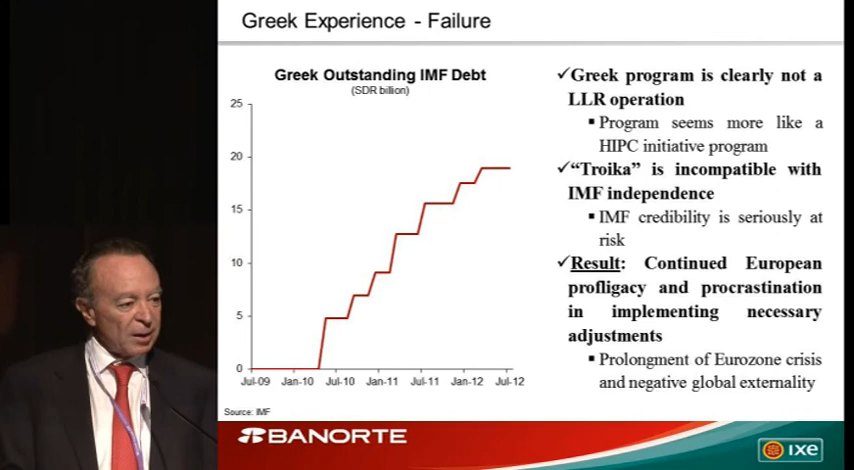 Greek Experience - Failure
Greek Outstanding IMF Debt
(SDR billion)
25
20
15
10
5
0
Jul-09 Jan-10 Jul-10 Jan-11 Jul-11 Jan-12 Jul-12
Source: IMF
✓Greek program is clearly not a
LLR operation
▪ Program seems more like a
HIPC initiative program
✓“Troika” is incompatible with
IMF independence
▪ IMF credibility is seriously at
risk
✓Result: Continued European
profligacy and procrastination
in implementing necessary
adjustments
▪ Prolongment of Eurozone crisis
and negative global externality
BANORTE
ixe